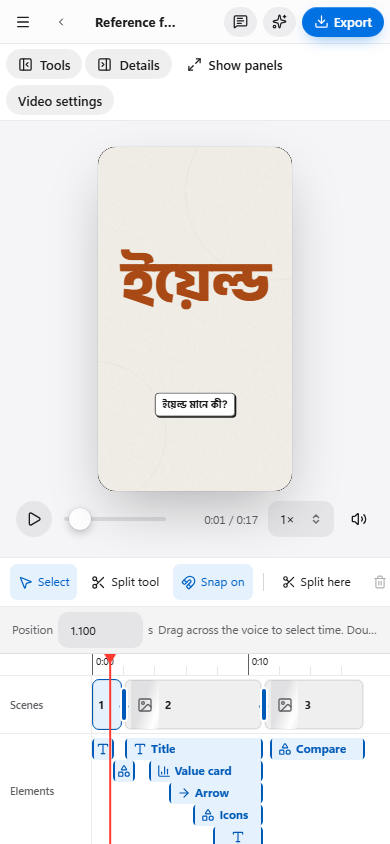 Reference f...
Export
Tools
Details
Show panels
Video settings
ইয়েল্ড
ইয়েল্ড মানে কী?
0:01 / 0:17
1×
Select
Split tool
Snap on
Split here
Position
1.100
s
Drag across the voice to select time. Dou...
0:00
0:10
Scenes
1
2
3
Elements
Title
Compare
Value card
Arrow
Icons